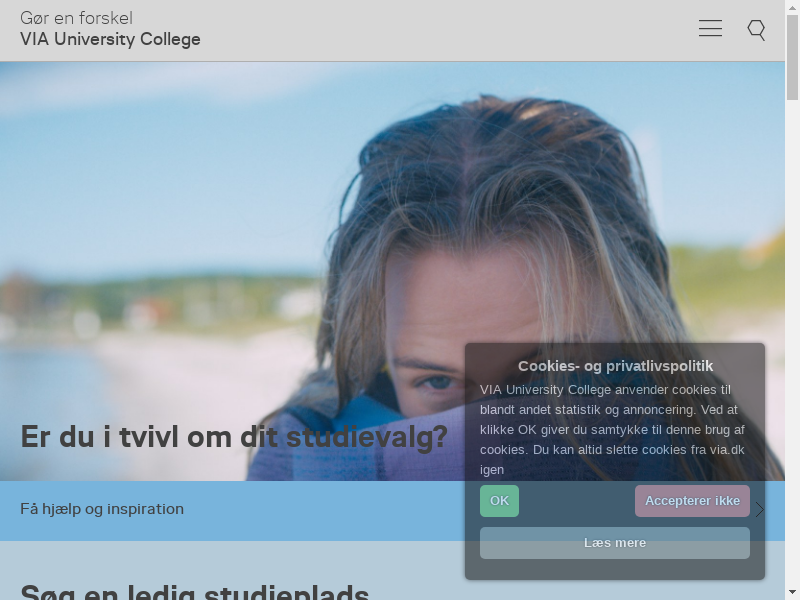 Gør en forskel
VIA University College
Er du i tvivl om dit studievalg?
Få hjælp og inspiration
Søg en ledig studieplads
Cookies- og privatlivspolitik
VIA University College anvender cookies til
blandt andet statistik og annoncering. Ved at
klikke OK giver du samtykke til denne brug af
cookies. Du kan altid slette cookies fra via.dk
igen
OK
Accepterer ikke
Læs mere